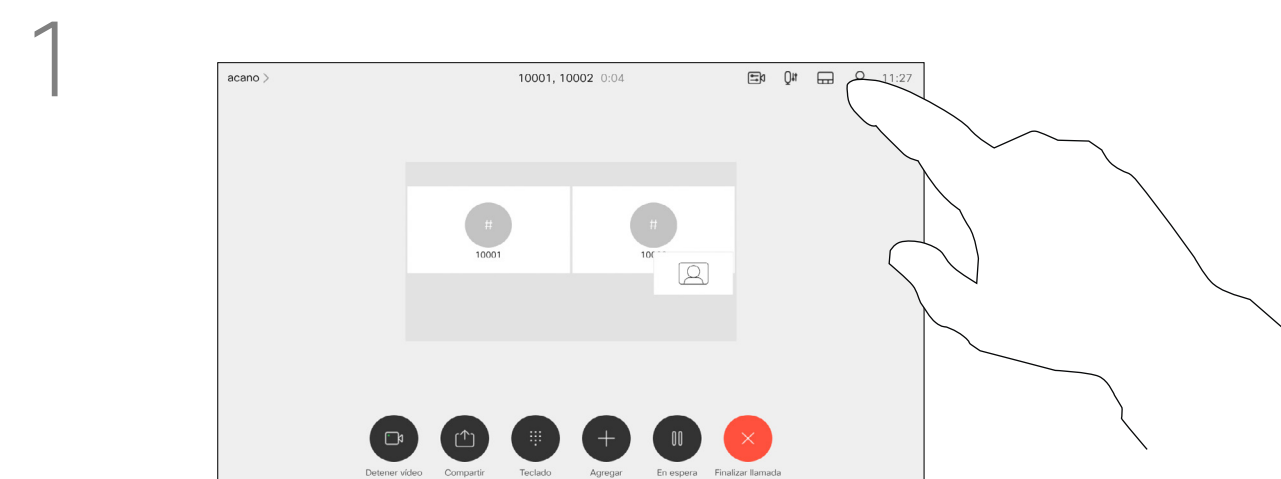 1
acano >
10001, 10002 0:04
11:27
#
#
10001
Detener vídeo
Compartir
Teclado
Agregar
En espera
Finalizar llamada